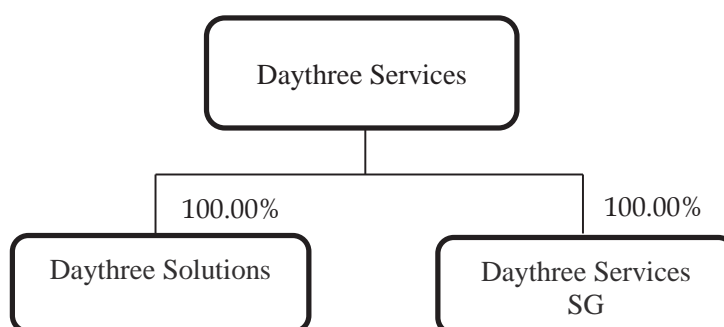 Daythree Services
100.00%
100.00%
Daythree Solutions
Daythree Services
SG